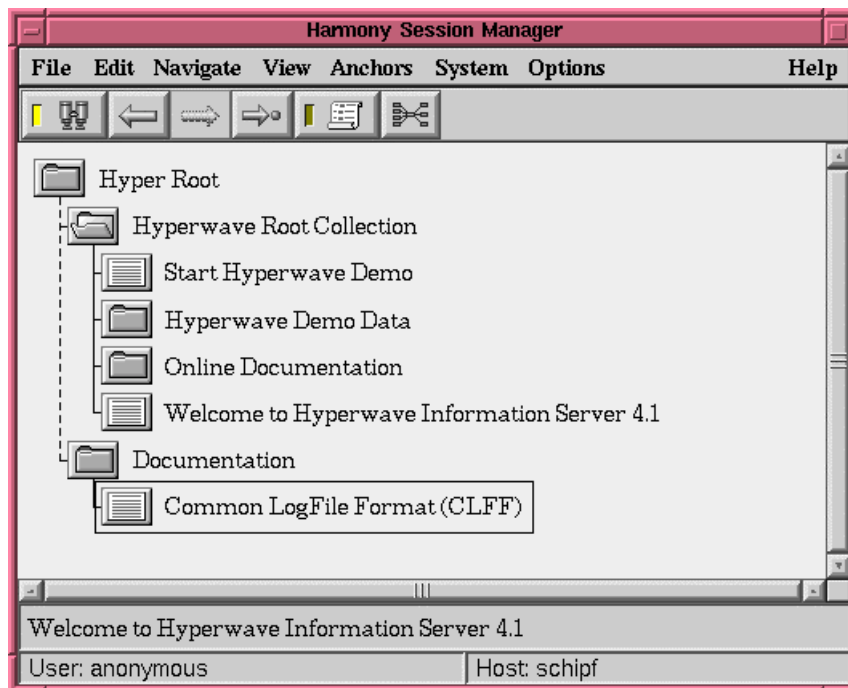 Harmony Session Manager
File Edit Navigate View Anchors System Options Help
Hyper Root
Hyperwave Root Collection
Start Hyperwave Demo
Hyperwave Demo Data
Online Documentation
Welcome to Hyperwave Information Server 4.1
Documentation
Common LogFile Format (CLFF)
Welcome to Hyperwave Information Server 4.1
User: anonymous Host: schipf